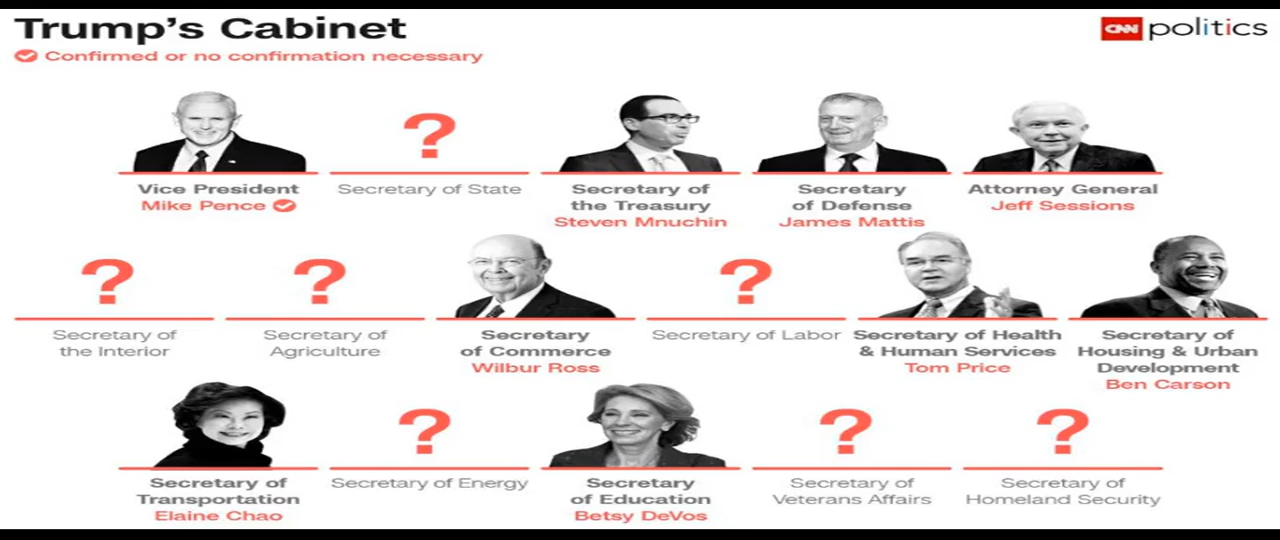 Trump's Cabinet
CNN politics
Confirmed or no confirmation necessary
?
Vice President
Mike Pence
Secretary of State
Secretary of
the Treasury
Steven Mnuchin
Secretary
of Defense
James Mattis
Attorney General
Jeff Sessions
?
?
?
Secretary of
the Interior
Secretary of
Agriculture
Secretary
of Commerce
Wilbur Ross
Secretary of Labor
Secretary of Health
& Human Services
Tom Price
Secretary of
Housing & Urban
Development
Ben Carson
?
?
?
Secretary of
Transportation
Elaine Chao
Secretary of Energy
Secretary
of Education
Betsy DeVos
Secretary of
Veterans Affairs
Secretary of
Homeland Security